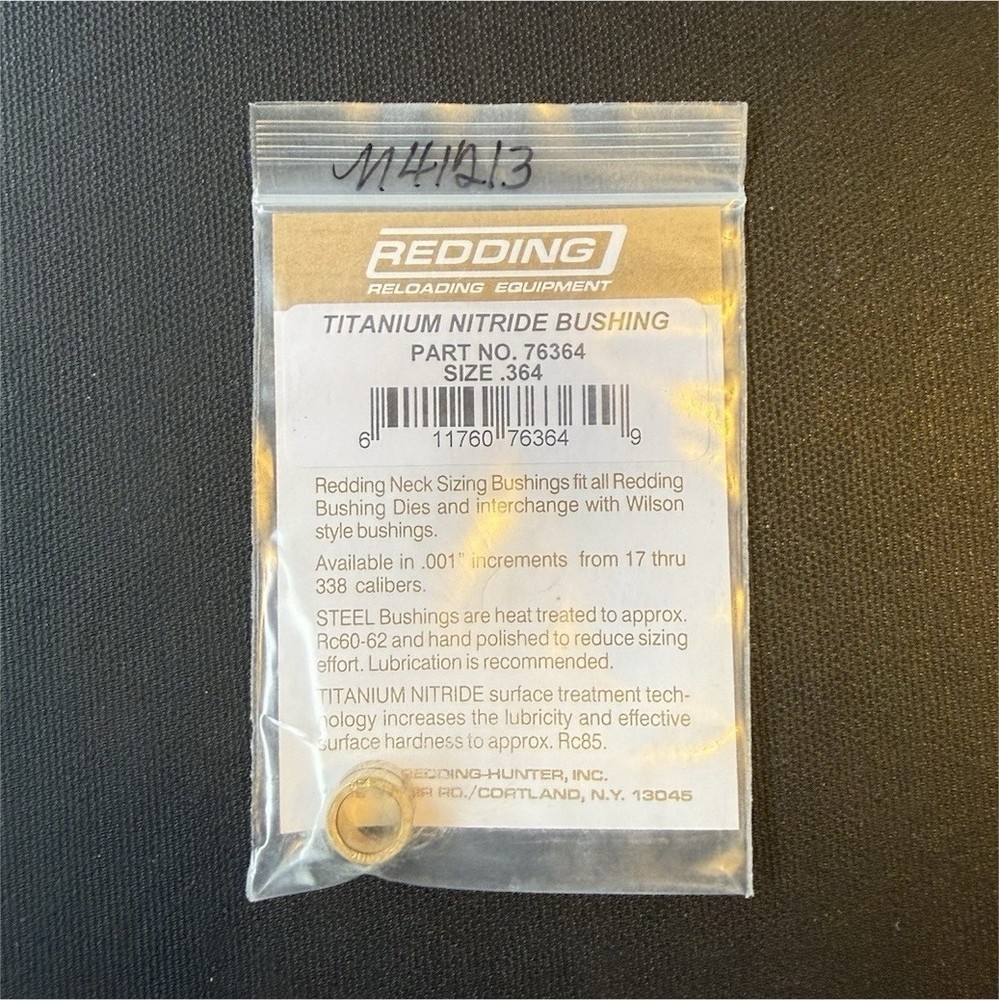 M41213
REDDING
RELOADING EQUIPMENT
TITANIUM NITRIDE BUSHING
PART NO. 76364
SIZE .364
6 11760 76364 9
Redding Neck Sizing Bushings fit all Redding
Bushing Dies and interchange with Wilson
style bushings.
Available in .001" increments from 17 thru
338 calibers.
STEEL Bushings are heat treated to approx.
Rc60-62 and hand polished to reduce sizing
effort. Lubrication is recommended.
TITANIUM NITRIDE surface treatment tech-
nology increases the lubricity and effective
surface hardness to approx. Rc85.
REDDING-HUNTER, INC.
RD./CORTLAND, N.Y. 13045